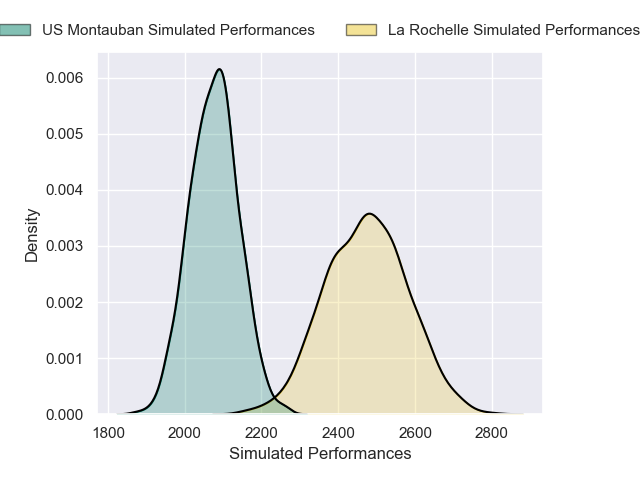 US Montauban Simulated Performances La Rochelle Simulated Performances
0.006
0.005
0.004
0.003
0.002
0.001
0.000
Density
1800 2000 2200 2400 2600 2800
Simulated Performances